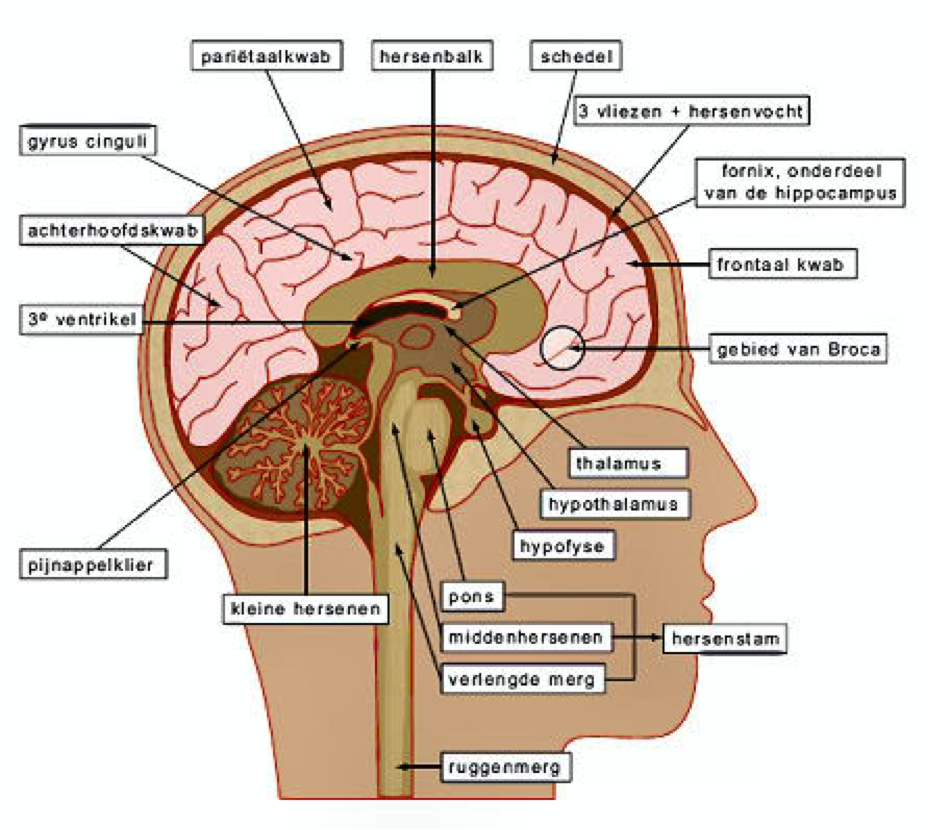 pariëtaalkwab
hersenbalk
schedel
3 vliezen + hersenvocht
gyrus cinguli
fornix, onderdeel
van de hippocampus
achterhoofdskwab
frontaal kwab
3º ventrikel
gebied van Broca
thalamus
hypothalamus
hypofyse
pijnappelklier
kleine hersenen
pons
middenhersenen
hersenstam
verlengde merg
ruggenmerg